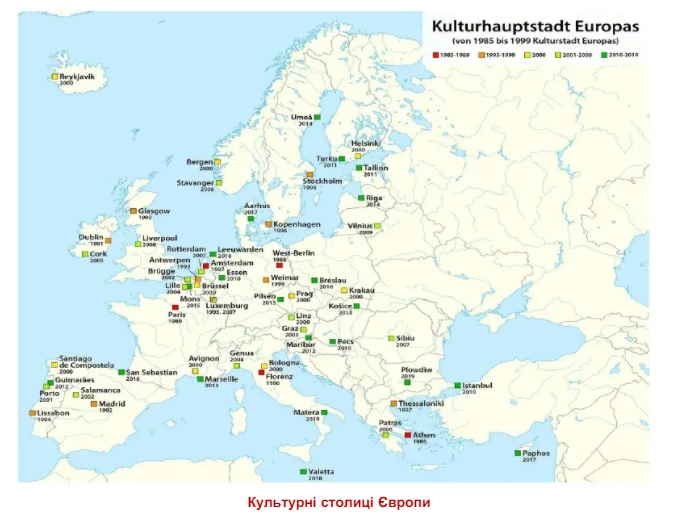 Kulturhauptstadt Europas
(von 1985 bis 1999 Kulturstadt Europas)
1985-1989
1995-1999
2000
2001-2009
2010-2019
Reykjavik
2000
Umeå
2014
Helsinki
2000
Turku
2011
Tallinn
2011
Bergen
2000
Stavanger
2008
Stockholm
1998
Riga
2014
Aarhus
2017
Kopenhagen
1996
Vilnius
2009
Glasgow
1990
Dublin
1991
Liverpool
2008
Cork
2005
Rotterdam
2001
Leeuwarden
2018
Antwerpen
1993
Amsterdam
1987
West-Berlin
1988
Brügge
2002
Essen
2010
Weimar
1999
Breslau
2016
Lille
2004
Brüssel
2000
Prag
2000
Krakau
2000
Mons
2015
Luxemburg
1995, 2007
Pilsen
2015
Košice
2013
Paris
1989
Linz
2009
Graz
2003
Maribor
2012
Pécs
2010
Sibiu
2007
Santiago
de Compostela
2000
Avignon
2000
Genua
2004
Bologna
2000
Plowdiw
2019
Guimarães
2012
San Sebastian
2016
Marseille
2013
Florenz
1986
Istanbul
2010
Porto
2001
Salamanca
2002
Madrid
1992
Thessaloniki
1997
Lissabon
1994
Matera
2019
Patras
2006
Athen
1985
Paphos
2017
Valetta
2018
Культурні столиці Європи